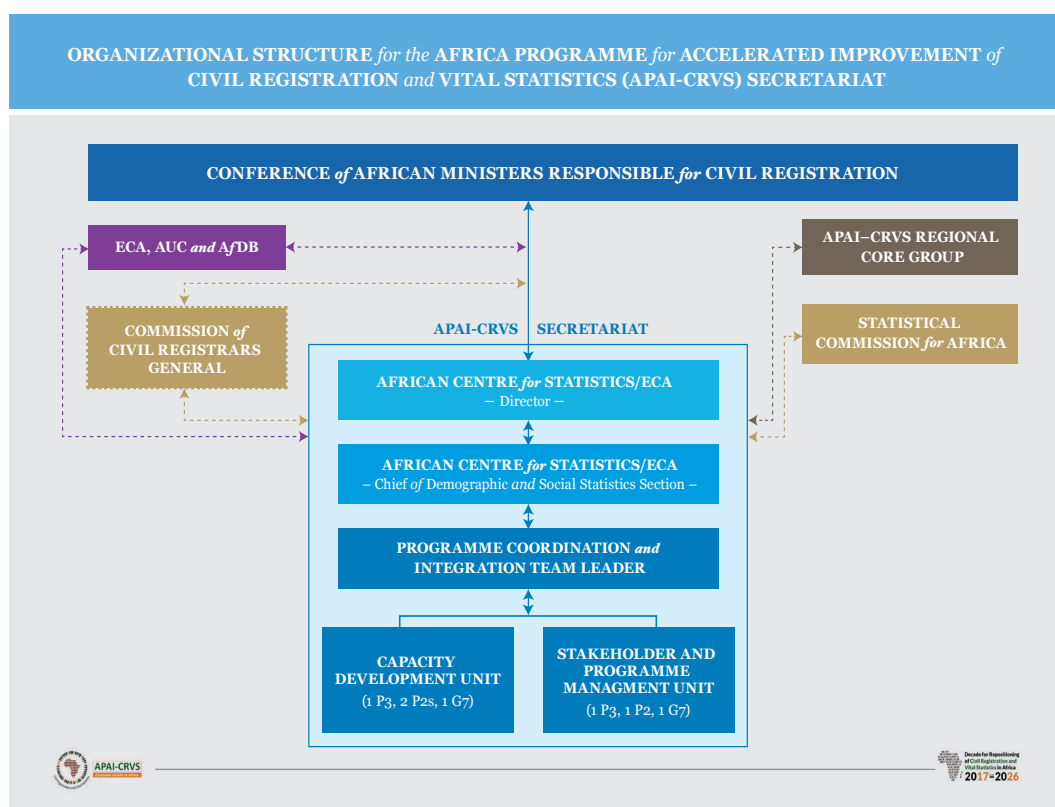 ORGANIZATIONAL STRUCTURE for the AFRICA PROGRAMME for ACCELERATED IMPROVEMENT of
CIVIL REGISTRATION and VITAL STATISTICS (APAI-CRVS) SECRETARIAT
CONFERENCE of AFRICAN MINISTERS RESPONSIBLE for CIVIL REGISTRATION
ECA, AUC and AfDB
APAI–CRVS REGIONAL
CORE GROUP
COMMISSION of
CIVIL REGISTRARS
GENERAL
STATISTICAL
COMMISSION for AFRICA
APAI-CRVS SECRETARIAT
AFRICAN CENTRE for STATISTICS/ECA
– Director –
AFRICAN CENTRE for STATISTICS/ECA
– Chief of Demographic and Social Statistics Section –
PROGRAMME COORDINATION and
INTEGRATION TEAM LEADER
CAPACITY
DEVELOPMENT UNIT
(1 P3, 2 P2s, 1 G7)
STAKEHOLDER AND
PROGRAMME
MANAGMENT UNIT
(1 P3, 1 P2, 1 G7)
APAI-CRVS
Decade for Repositioning
of Civil Registration and
Vital Statistics in Africa
2017-2026